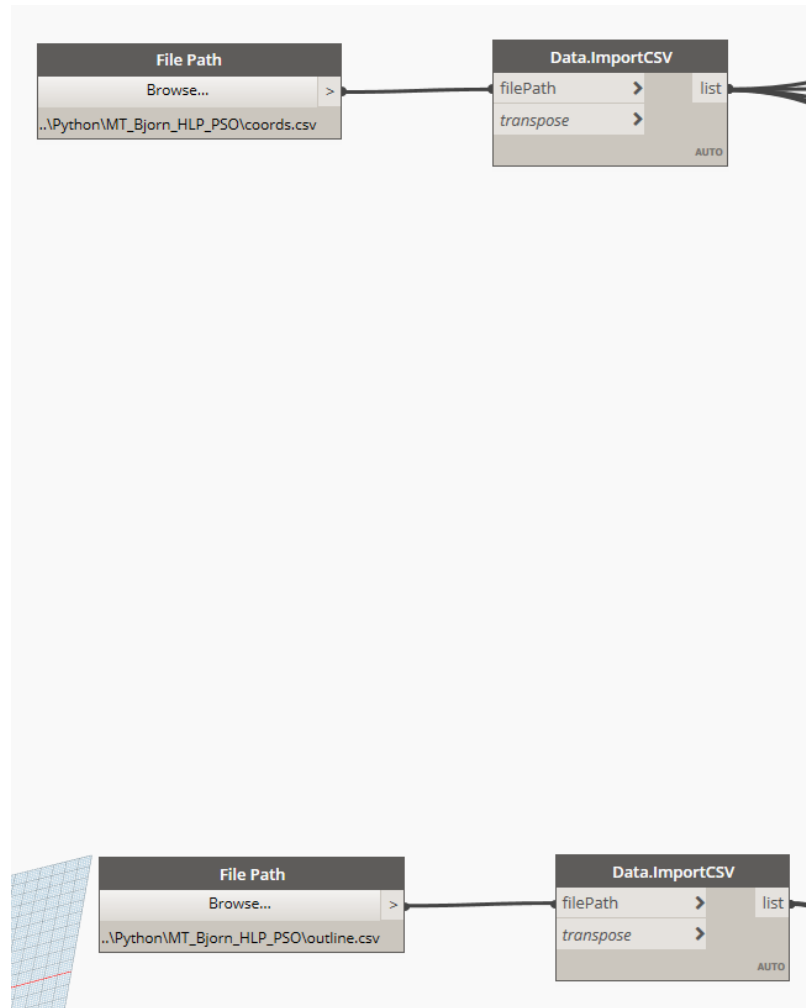 File Path
Browse... >
..\Python\MT_Bjorn_HLP_PSO\coords.csv
Data.ImportCSV
filePath > list
transpose >
AUTO
File Path
Browse... >
..\Python\MT_Bjorn_HLP_PSO\outline.csv
Data.ImportCSV
filePath > list
transpose >
AUTO